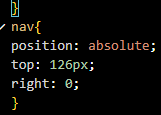 }
nav{
position: absolute;
top: 126px;
right: 0;
}